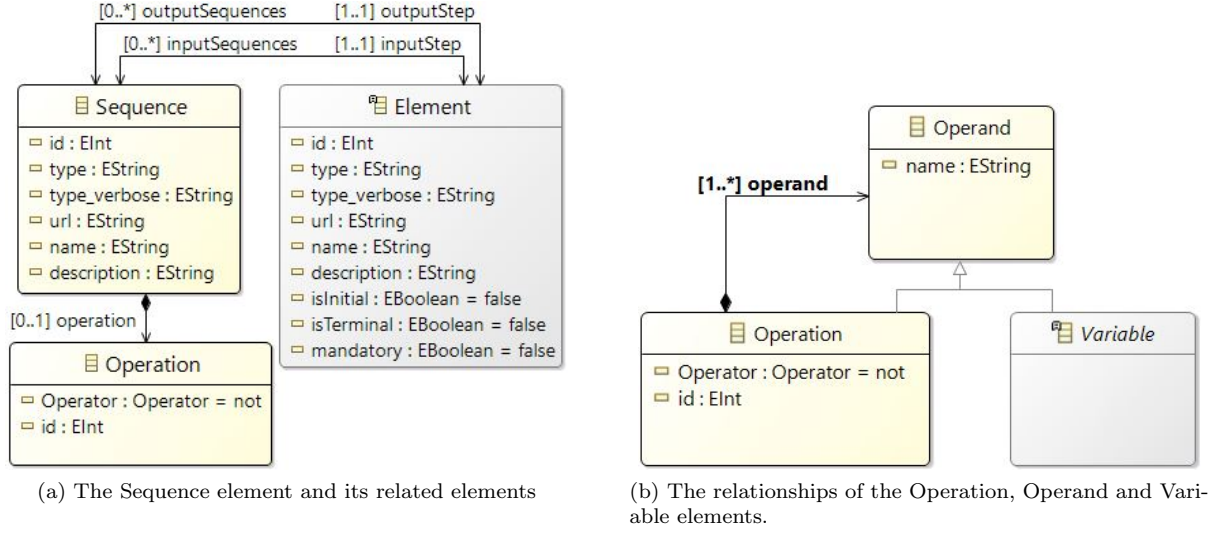 [0..*] outputSequences [1..1] outputStep
[0..*] inputSequences [1..1] inputStep
Sequence
id : EInt
type : EString
type_verbose : EString
url : EString
name : EString
description : EString
Element
id : EInt
type : EString
type_verbose : EString
url : EString
name : EString
description : EString
isInitial : EBoolean = false
isTerminal : EBoolean = false
mandatory : EBoolean = false
[0..1] operation
Operation
Operator : Operator = not
id : EInt
(a) The Sequence element and its related elements
Operand
name : EString
[1..*] operand
Operation
Operator : Operator = not
id : EInt
Variable
(b) The relationships of the Operation, Operand and Vari-
able elements.